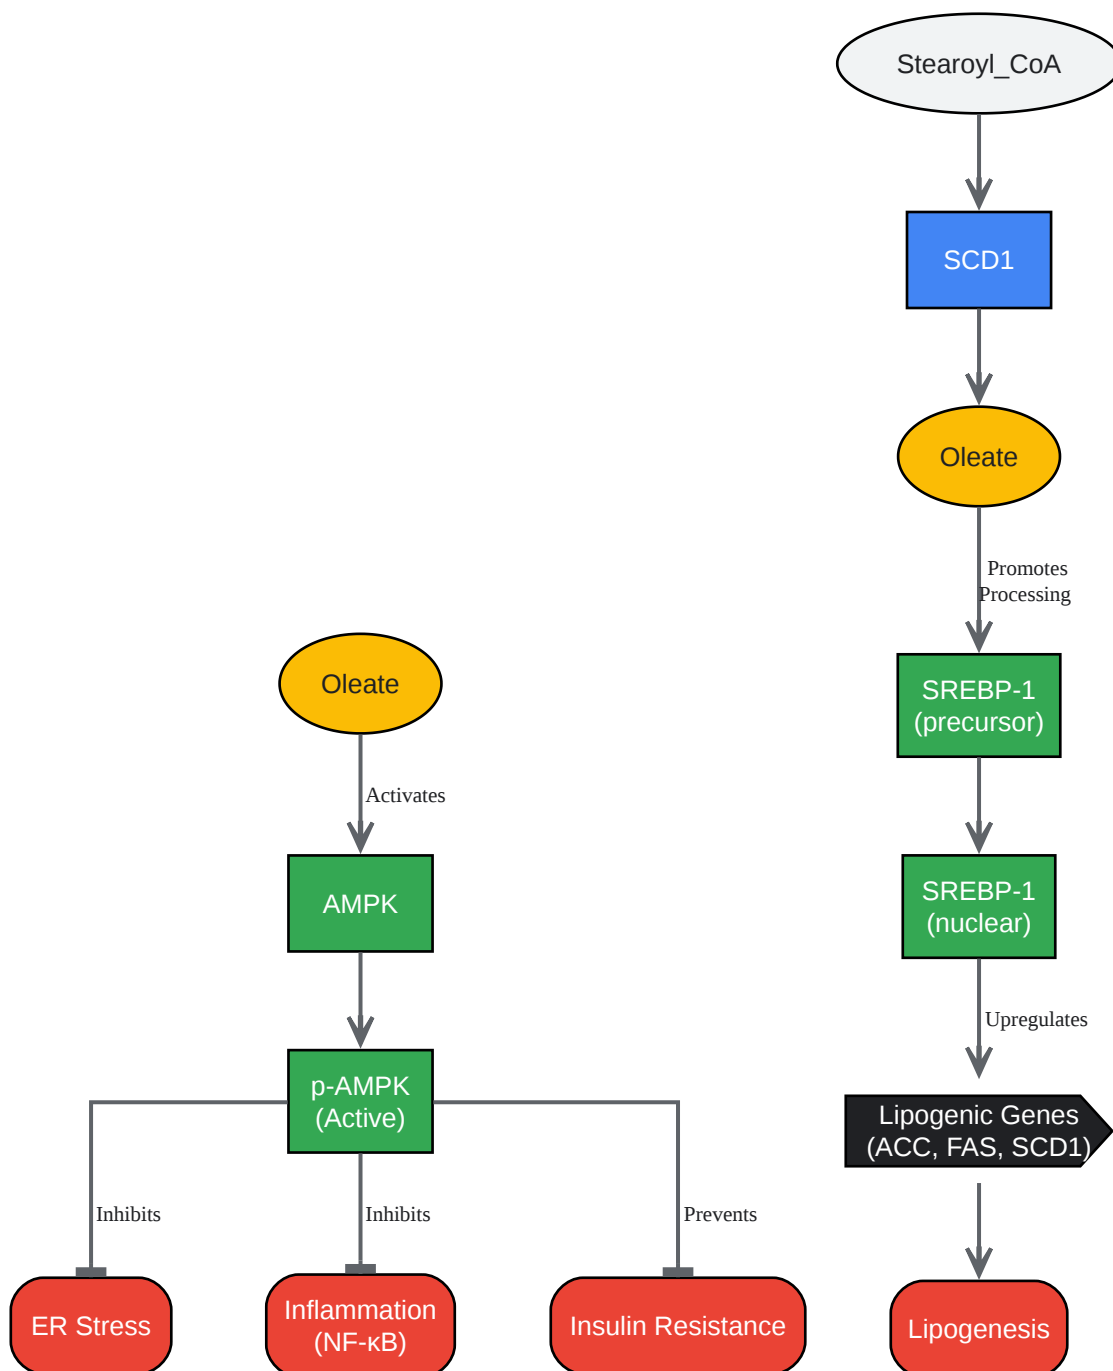 Stearoyl_CoA
SCD1
Oleate
Promotes
Processing
SREBP-1
(precursor)
SREBP-1
(nuclear)
Upregulates
Lipogenic Genes
(ACC, FAS, SCD1)
Lipogenesis
Oleate
Activates
AMPK
p-AMPK
(Active)
Inhibits
Inhibits
Prevents
ER Stress
Inflammation
(NF-κB)
Insulin Resistance